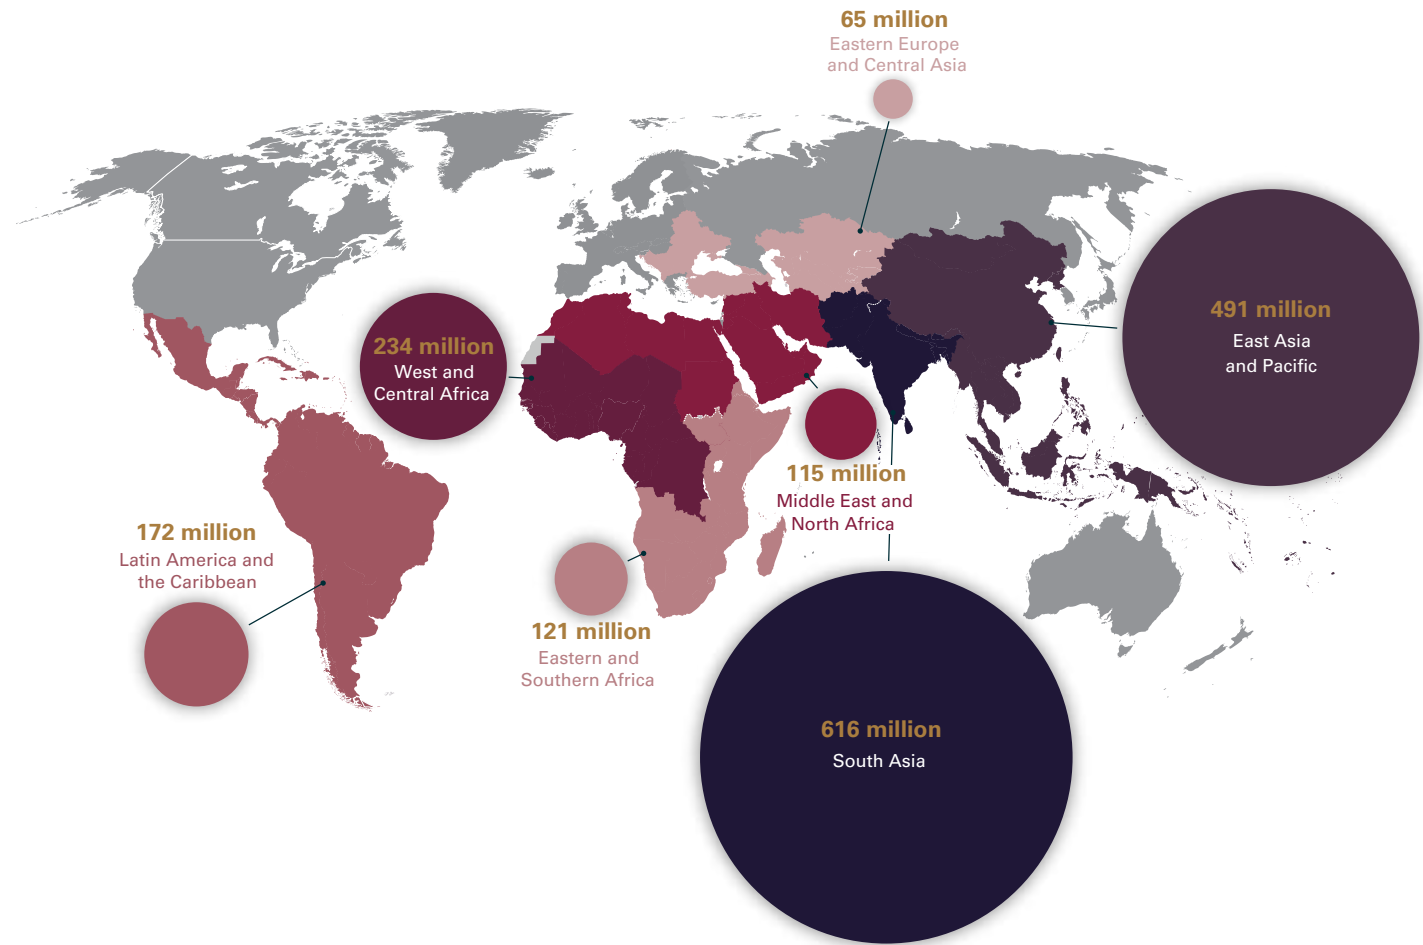 65 million
Eastern Europe
and Central Asia
491 million
East Asia
and Pacific
234 million
West and
Central Africa
115 million
Middle East and
North Africa
172 million
Latin America and
the Caribbean
121 million
Eastern and
Southern Africa
616 million
South Asia